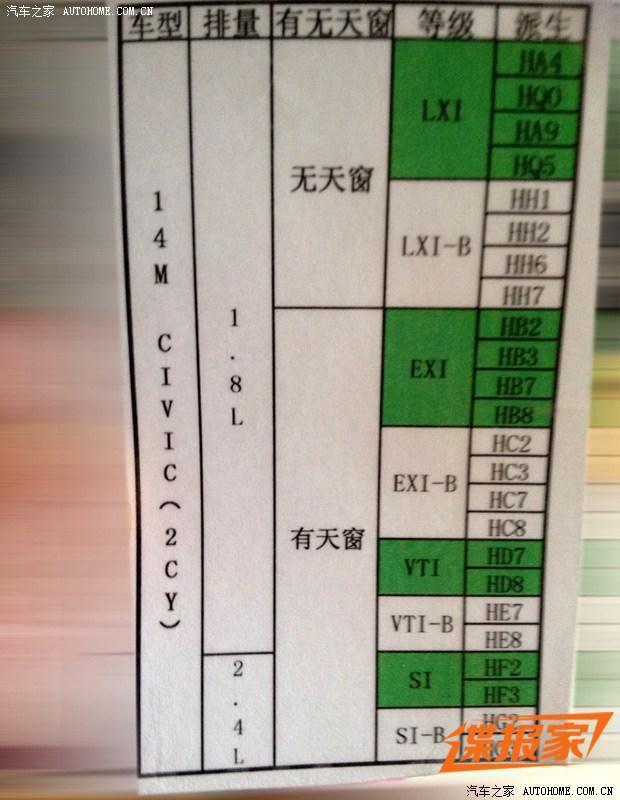 汽车之家 AUTOHOME.COM.CN
车型 排量 有无天窗 等级 派生
14M CIVIC(2CY)
1.8L
无天窗
LXI
HA4
HQ0
HA9
HQ5
LXI-B
HH1
HH2
HH6
HH7
有天窗
EXI
HB2
HB3
HB7
HB8
EXI-B
HC2
HC3
HC7
HC8
VTI
HD7
HD8
VTI-B
HE7
HE8
2.4L
SI
HF2
HF3
SI-B
HG2
谍报家
汽车之家 AUTOHOME.COM.CN